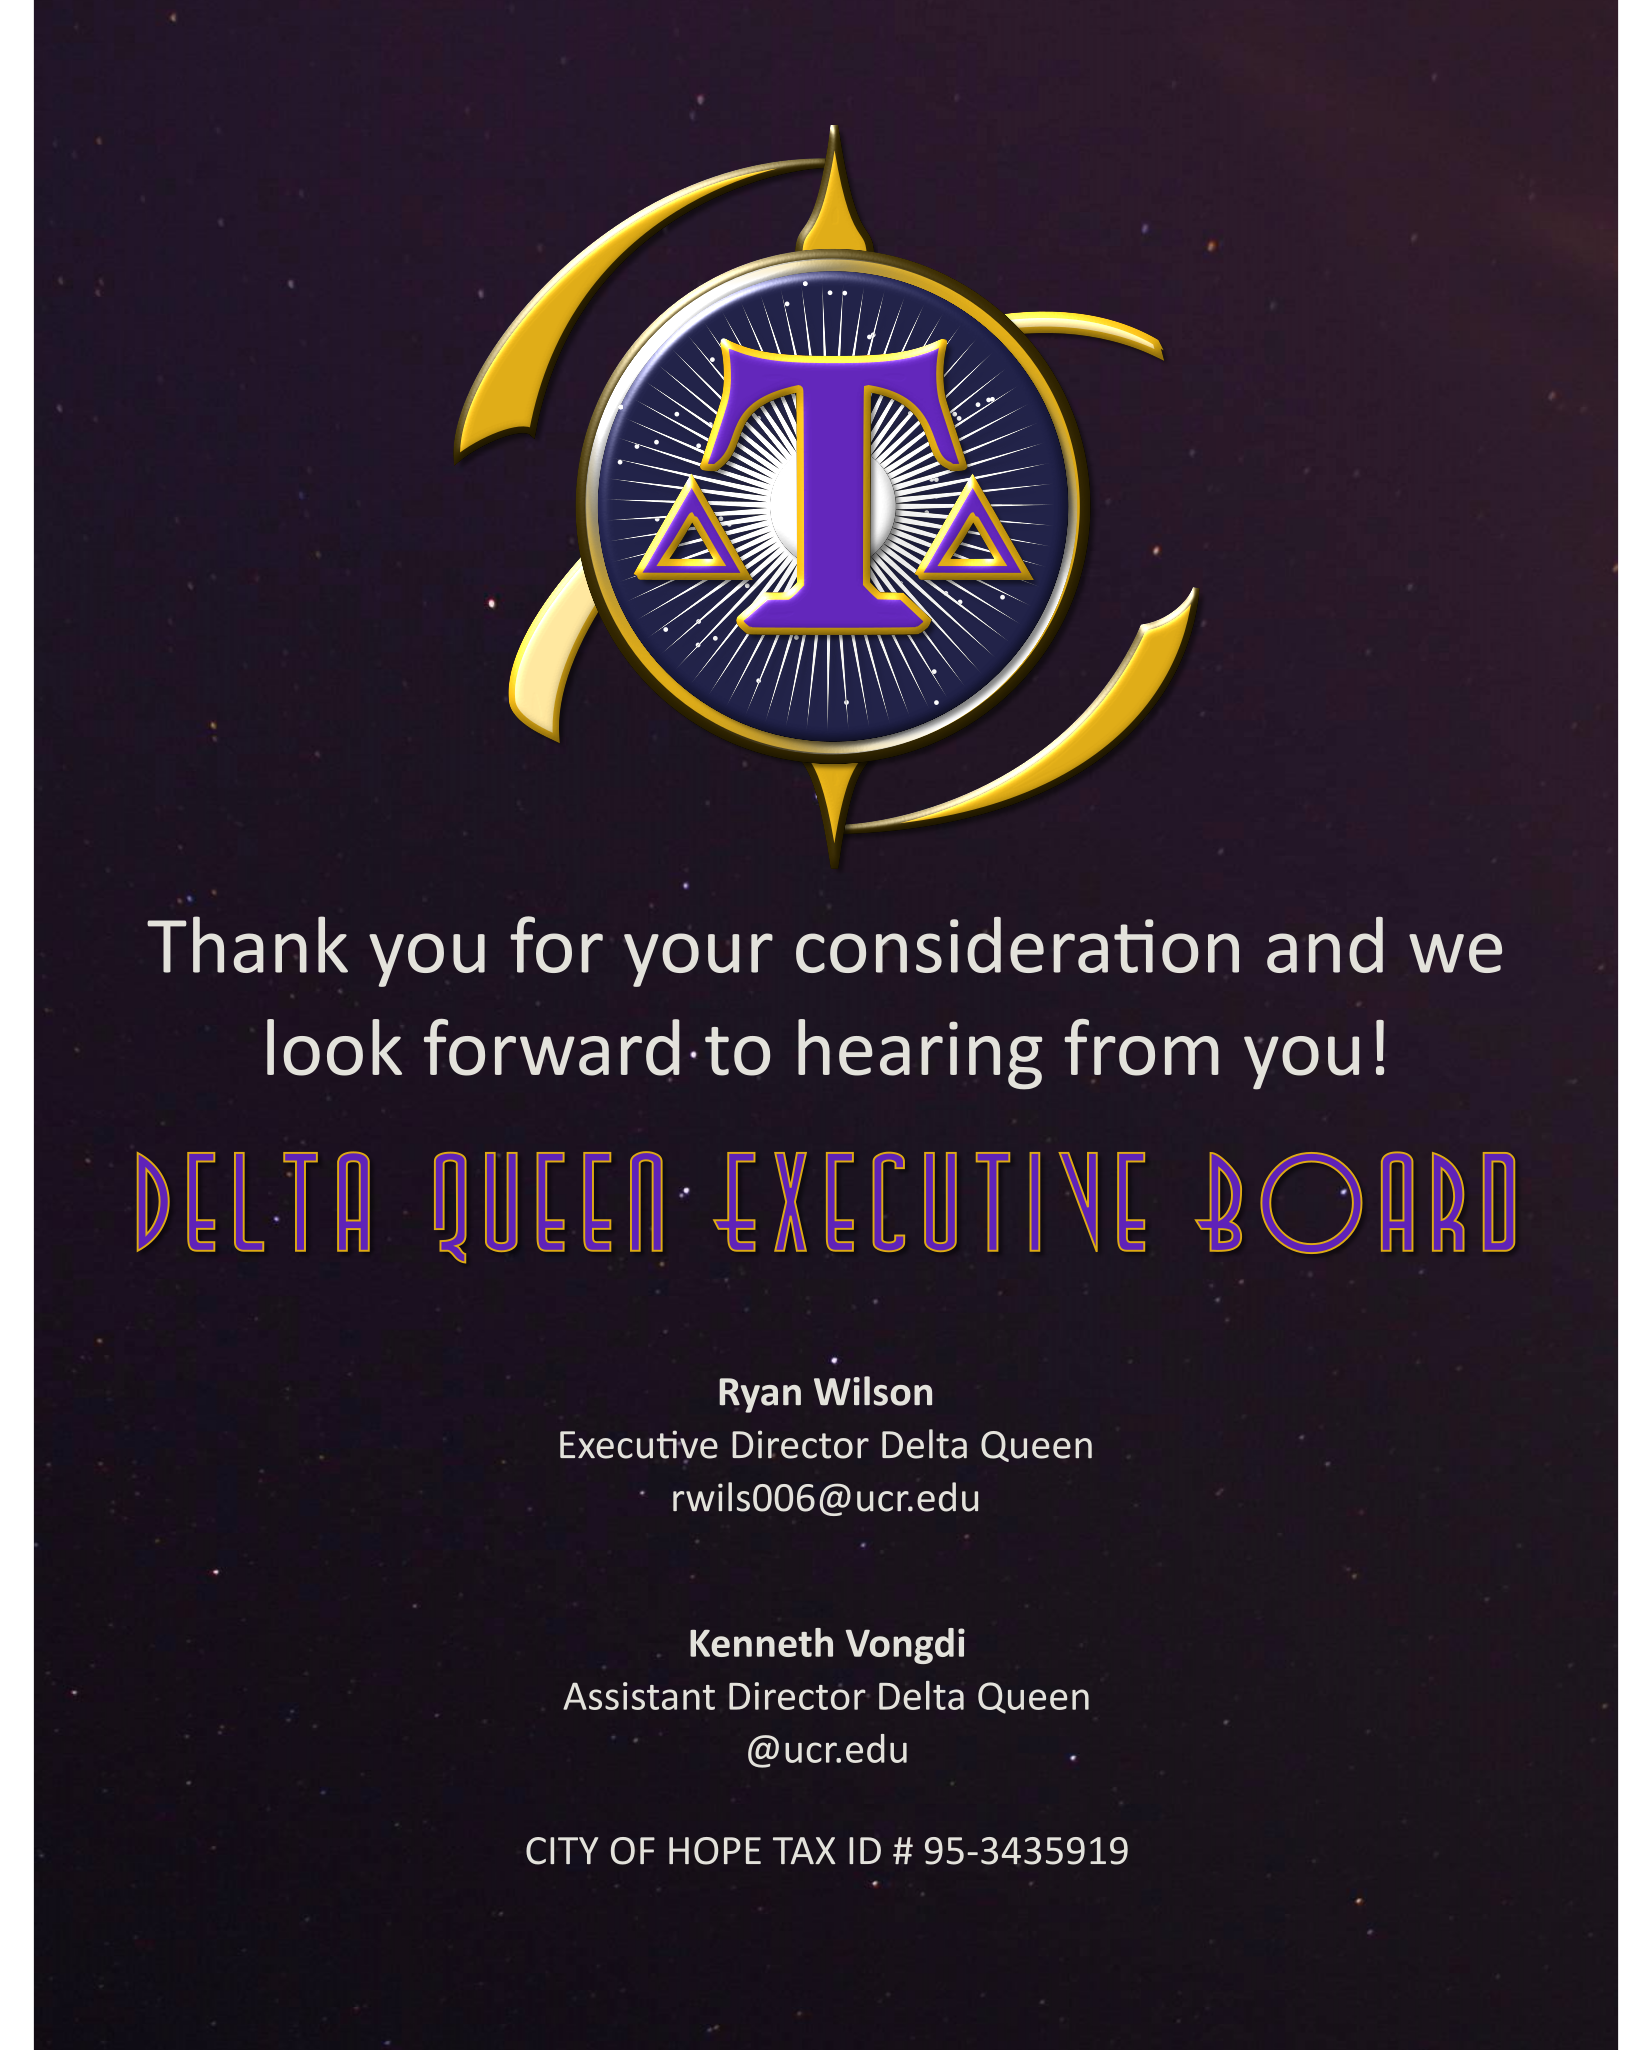 ΔTΔ
Thank you for your consideration and we
look forward to hearing from you!
DELTA QUEEN EXECUTIVE BOARD
Ryan Wilson
Executive Director Delta Queen
rwils006@ucr.edu
Kenneth Vongdi
Assistant Director Delta Queen
@ucr.edu
CITY OF HOPE TAX ID # 95-3435919